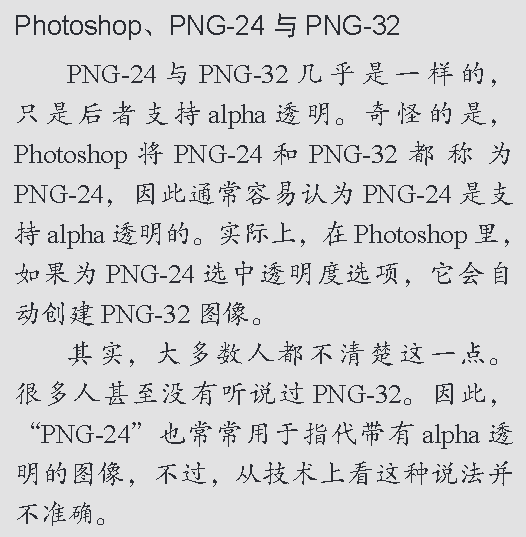 Photoshop、PNG-24 与 PNG-32
PNG-24 与 PNG-32 几乎是一样的，
只是后者支持 alpha 透明。奇怪的是，
Photoshop 将 PNG-24 和 PNG-32 都称为
PNG-24，因此通常容易认为 PNG-24 是支
持 alpha 透明的。实际上，在 Photoshop 里，
如果为 PNG-24 选中透明度选项，它会自
动创建 PNG-32 图像。
其实，大多数人都不清楚这一点。
很多人甚至没有听说过 PNG-32。因此，
“PNG-24”也常常用于指代带有 alpha 透
明的图像，不过，从技术上看这种说法并
不准确。